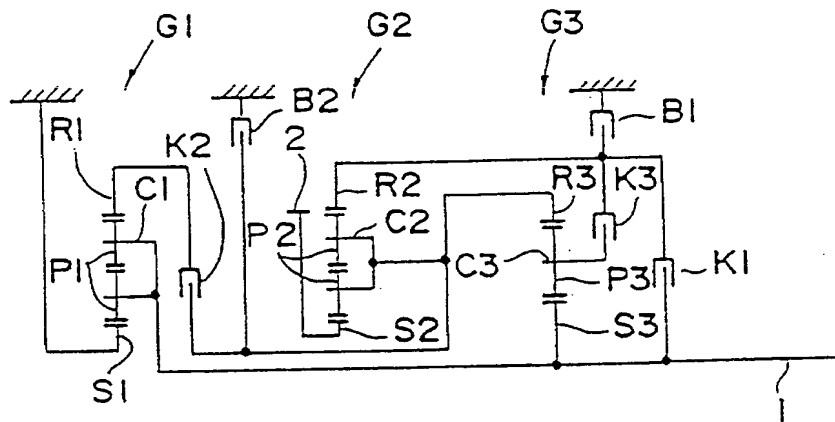 G1 G2 G3
B2 B1
R1 K2 2 R2 R3 K3
C1 C2
P1 P2 C3 P3 K1
S1 S2 S3
1